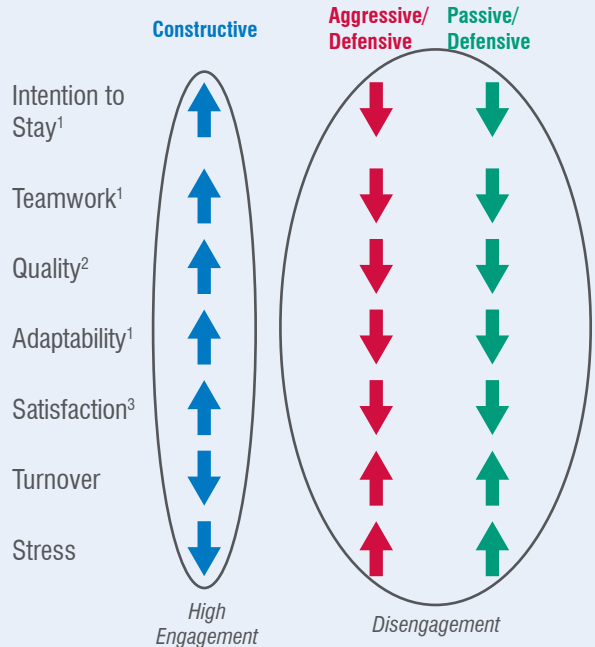 Constructive
Aggressive/
Defensive
Passive/
Defensive
Intention to
Stay¹
Teamwork¹
Quality²
Adaptability¹
Satisfaction³
Turnover
Stress
High
Engagement
Disengagement